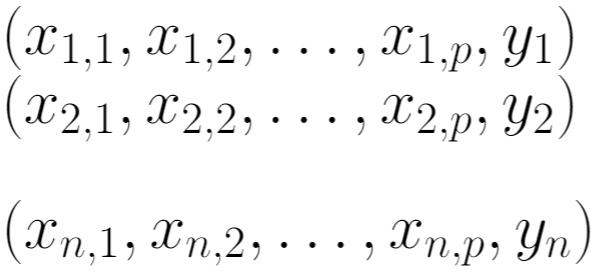 (x_{1,1}, x_{1,2}, . . . , x_{1,p}, y_1)
(x_{2,1}, x_{2,2}, . . . , x_{2,p}, y_2)
(x_{n,1}, x_{n,2}, . . . , x_{n,p}, y_n)